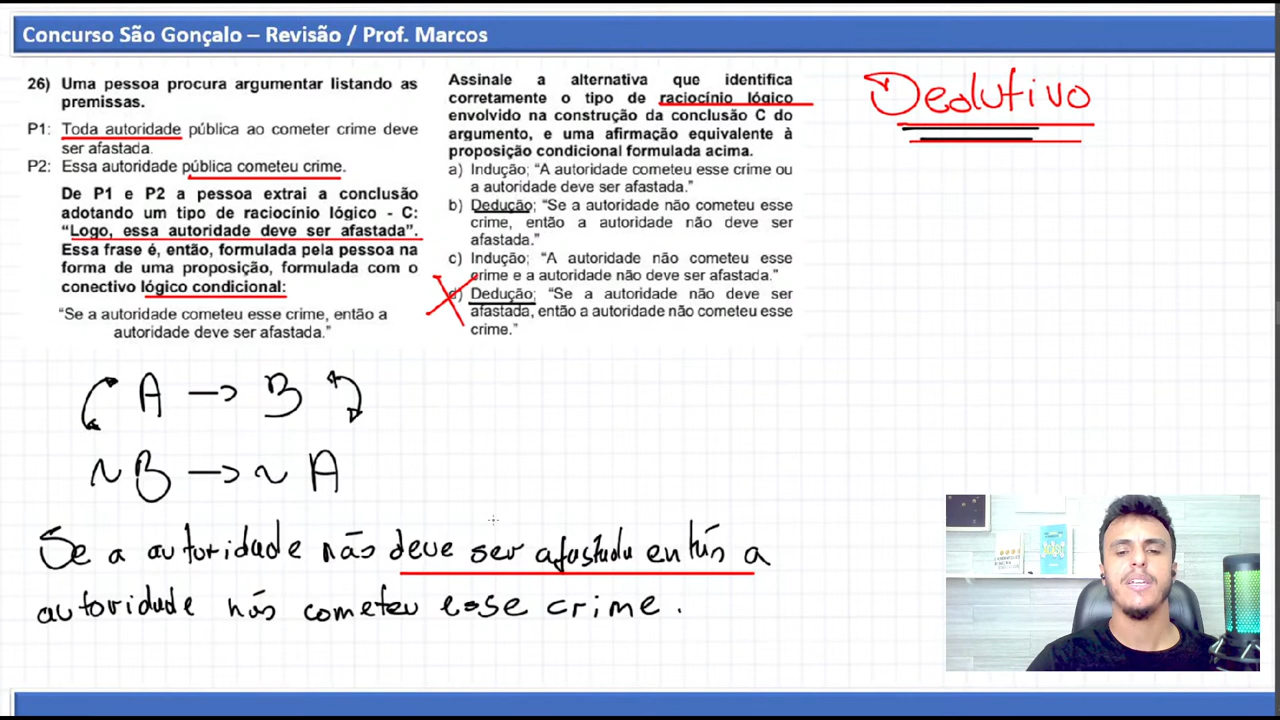 Concurso São Gonçalo – Revisão / Prof. Marcos
26) Uma pessoa procura argumentar listando as
premissas.
P1: Toda autoridade pública ao cometer crime deve
ser afastada.
P2: Essa autoridade pública cometeu crime.
De P1 e P2 a pessoa extrai a conclusão
adotando um tipo de raciocínio lógico - C:
“Logo, essa autoridade deve ser afastada”.
Essa frase é, então, formulada pela pessoa na
forma de uma proposição, formulada com o
conectivo lógico condicional:
“Se a autoridade cometeu esse crime, então a
autoridade deve ser afastada.”
Assinale a alternativa que identifica
corretamente o tipo de raciocínio lógico
envolvido na construção da conclusão C do
argumento, e uma afirmação equivalente à
proposição condicional formulada acima.
a) Indução; “A autoridade cometeu esse crime ou
a autoridade deve ser afastada.”
b) Dedução; “Se a autoridade não cometeu esse
crime, então a autoridade não deve ser
afastada.”
c) Indução; “A autoridade não cometeu esse
crime e a autoridade não deve ser afastada.”
d) Dedução; “Se a autoridade não deve ser
afastada, então a autoridade não cometeu esse
crime.”
Dedutivo
A → B
~B → ~A
Se a autoridade não deve ser afastada então a
autoridade não cometeu esse crime.